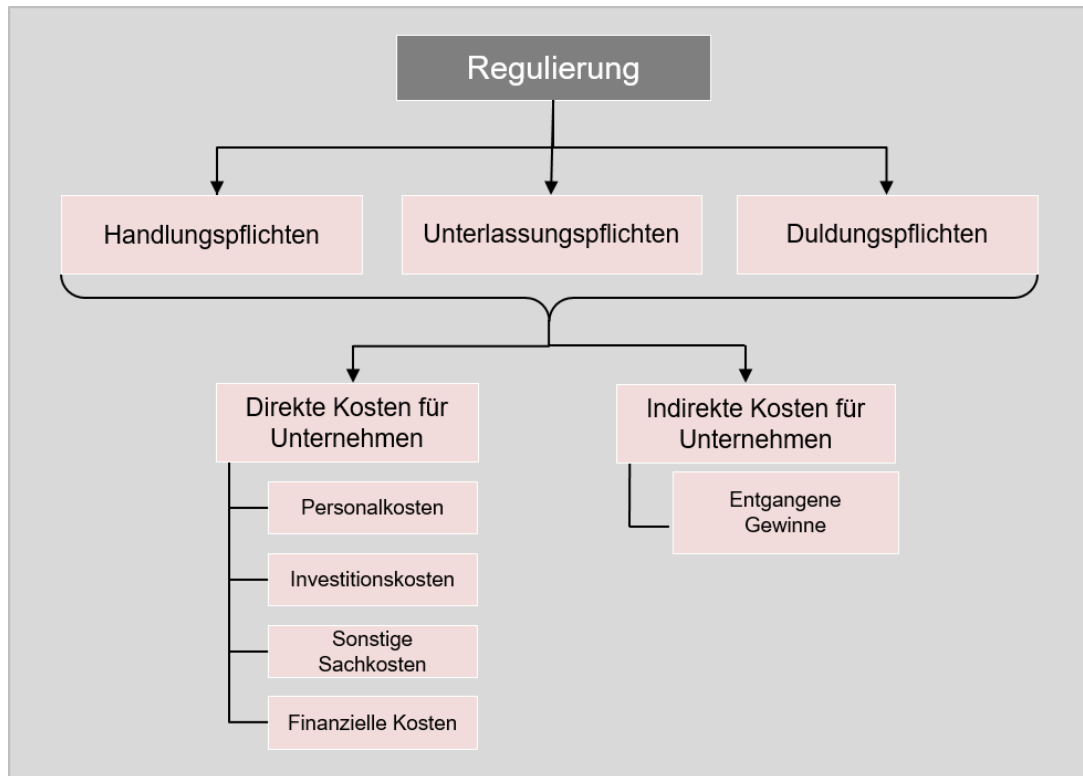 Regulierung
Handlungspflichten
Unterlassungspflichten
Duldungspflichten
Direkte Kosten für
Unternehmen
Personalkosten
Investitionskosten
Sonstige
Sachkosten
Finanzielle Kosten
Indirekte Kosten für
Unternehmen
Entgangene
Gewinne